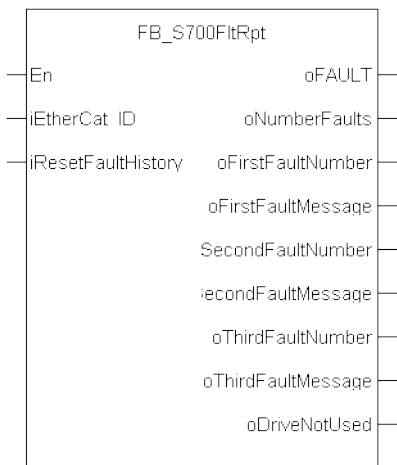 FB_S700FltRpt
En
oFAULT
iEtherCat ID
oNumberFaults
iResetFaultHistory
oFirstFaultNumber
oFirstFaultMessage
SecondFaultNumber
econdFaultMessage
oThirdFaultNumber
oThirdFaultMessage
oDriveNotUsed